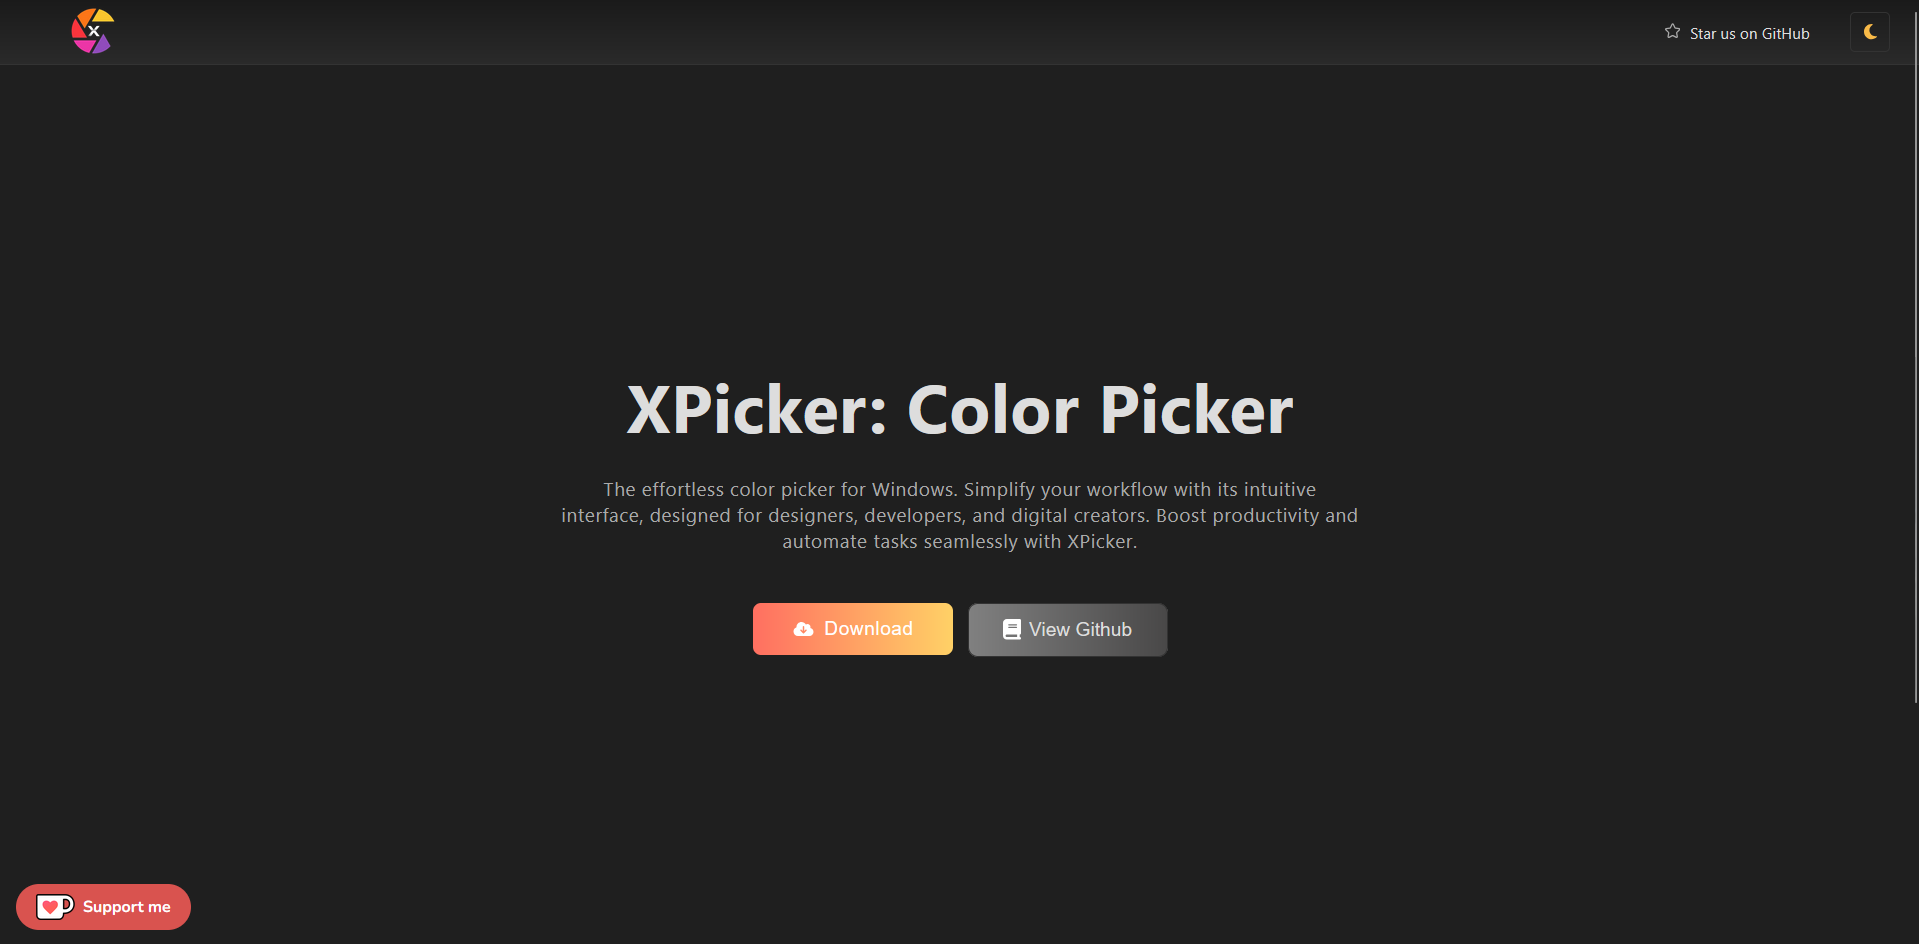 X
Star us on GitHub
XPicker: Color Picker
The effortless color picker for Windows. Simplify your workflow with its intuitive
interface, designed for designers, developers, and digital creators. Boost productivity and
automate tasks seamlessly with XPicker.
Download
View Github
Support me